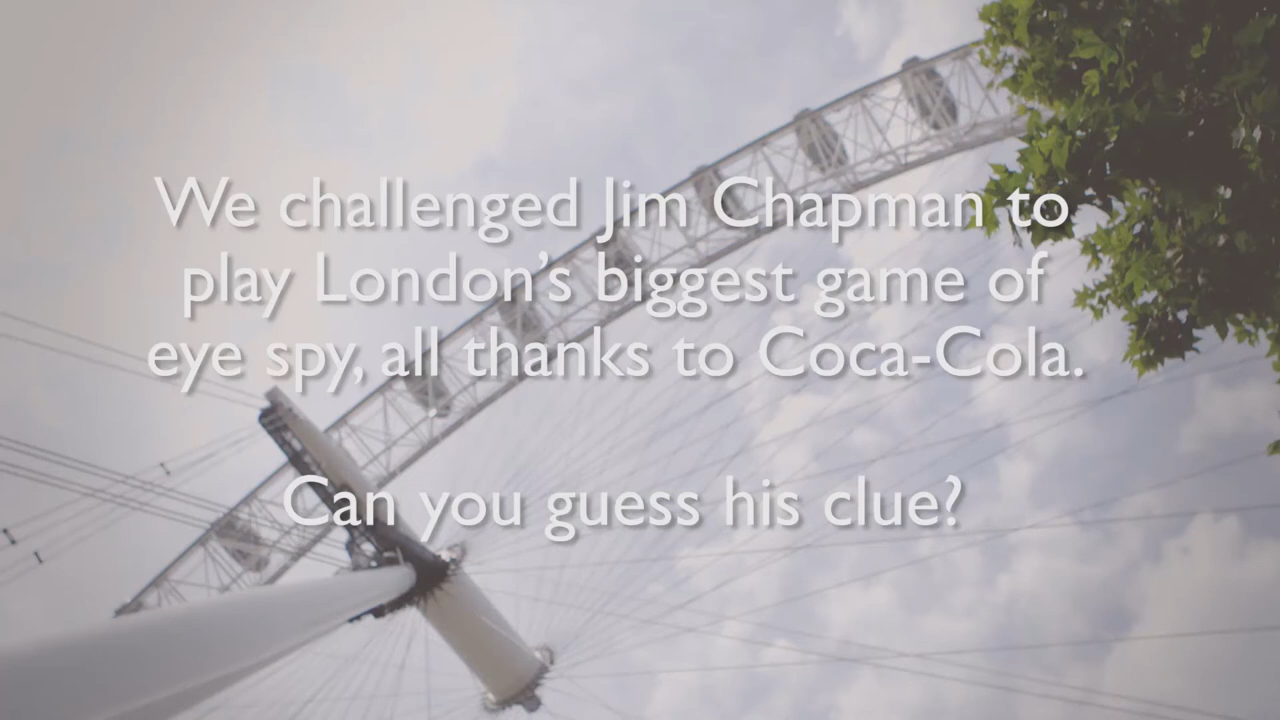 We challenged Jim Chapman to
play London's biggest game of
eye spy, all thanks to Coca-Cola.
Can you guess his clue?